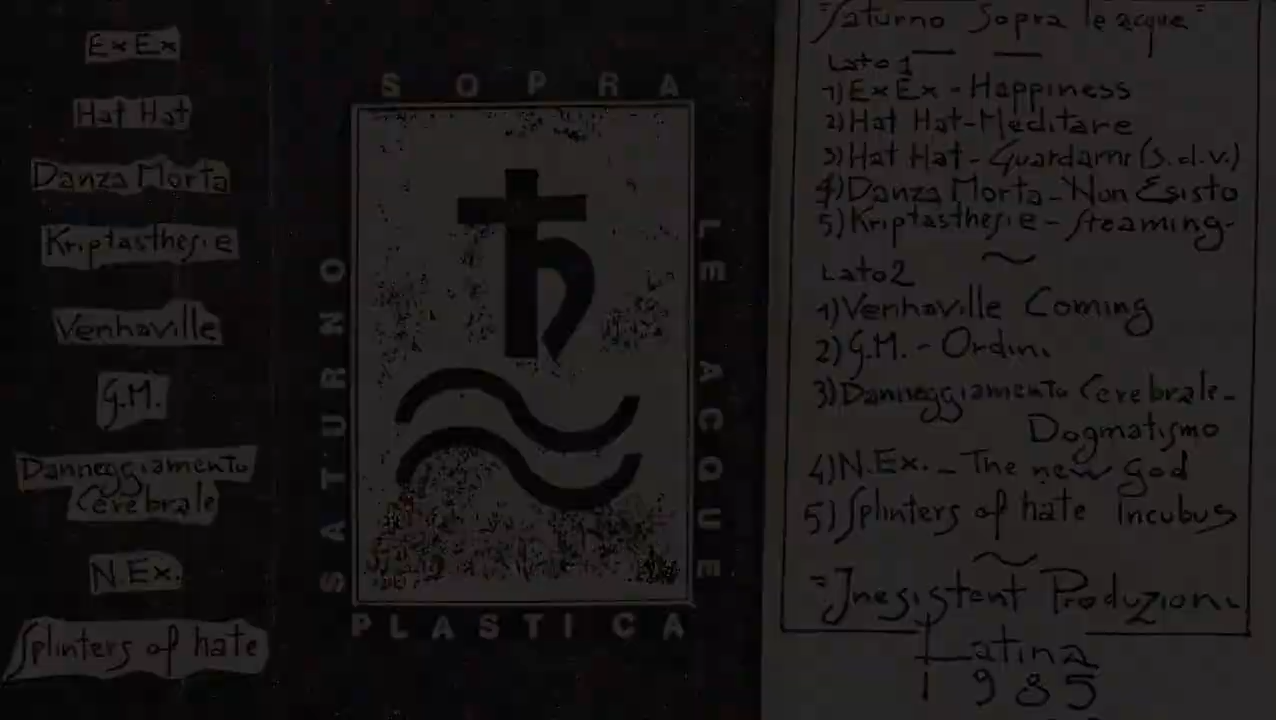 Ex Ex
Hat Hat
Danza Morta
Kriptasthesie
Venhaville
G.M.
Danneggiamento
Cerebrale
N.Ex.
Splinters of hate
SOPRA
SATURNO
LE ACQUE
PLASTICA
"Saturno Sopra le acque"
Lato 1
1) Ex Ex - Happiness
2) Hat Hat - Meditare
3) Hat Hat - Guardami (s.d.v.)
4) Danza Morta - Non Esisto
5) Kriptasthesie - Steaming -
~
Lato 2
1) Venhaville Coming
2) G.M. - Ordini
3) Danneggiamento Cerebrale -
Dogmatismo
4) N.Ex. - The new God
5) Splinters of hate Incubus
~
"Inesistent Produzioni
Latina
1985